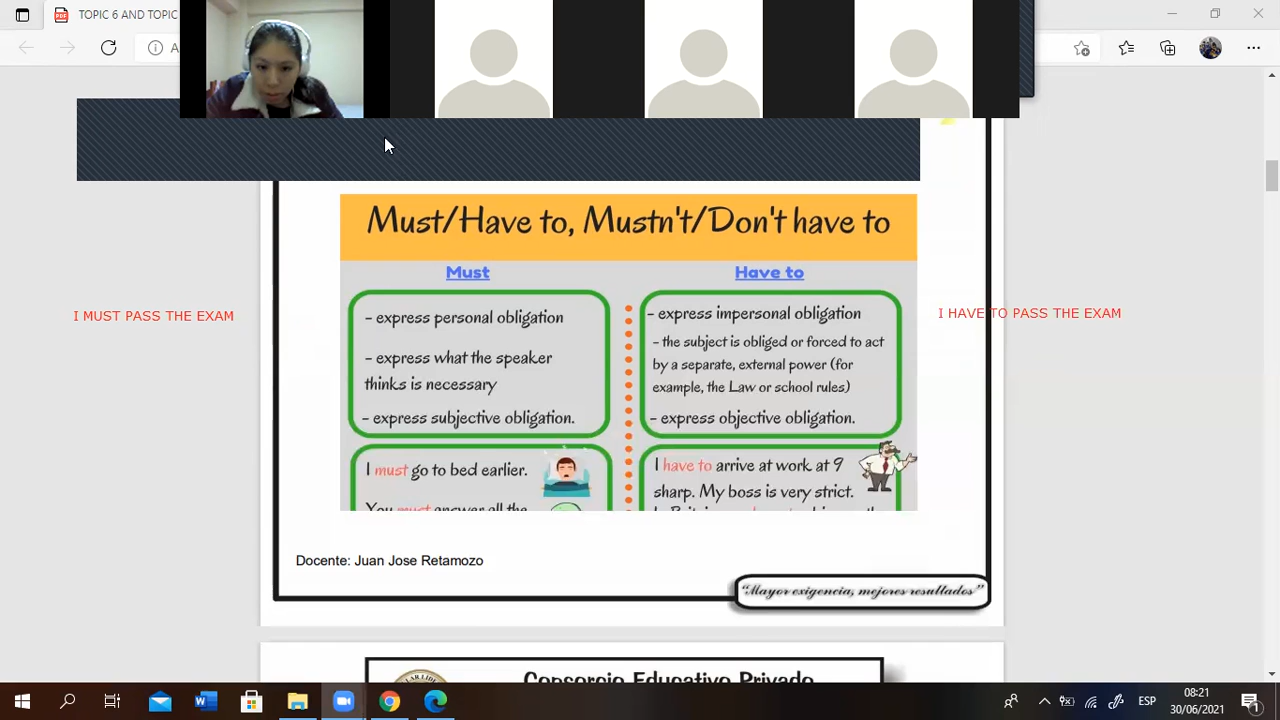 TOPIC 6 AND TOPIC
A
Must/Have to, Mustn't/Don't have to
Must
Have to
I MUST PASS THE EXAM
I HAVE TO PASS THE EXAM
- express personal obligation
- express what the speaker
thinks is necessary
- express subjective obligation.
- express impersonal obligation
- the subject is obliged or forced to act
by a separate, external power (for
example, the Law or school rules)
- express objective obligation.
I must go to bed earlier.
You must answer all the
I have to arrive at work at 9
sharp. My boss is very strict.
Docente: Juan Jose Retamozo
"Mayor exigencia, mejores resultados"
Consorcio Educativo Privado
ESP
08:21
30/06/2021